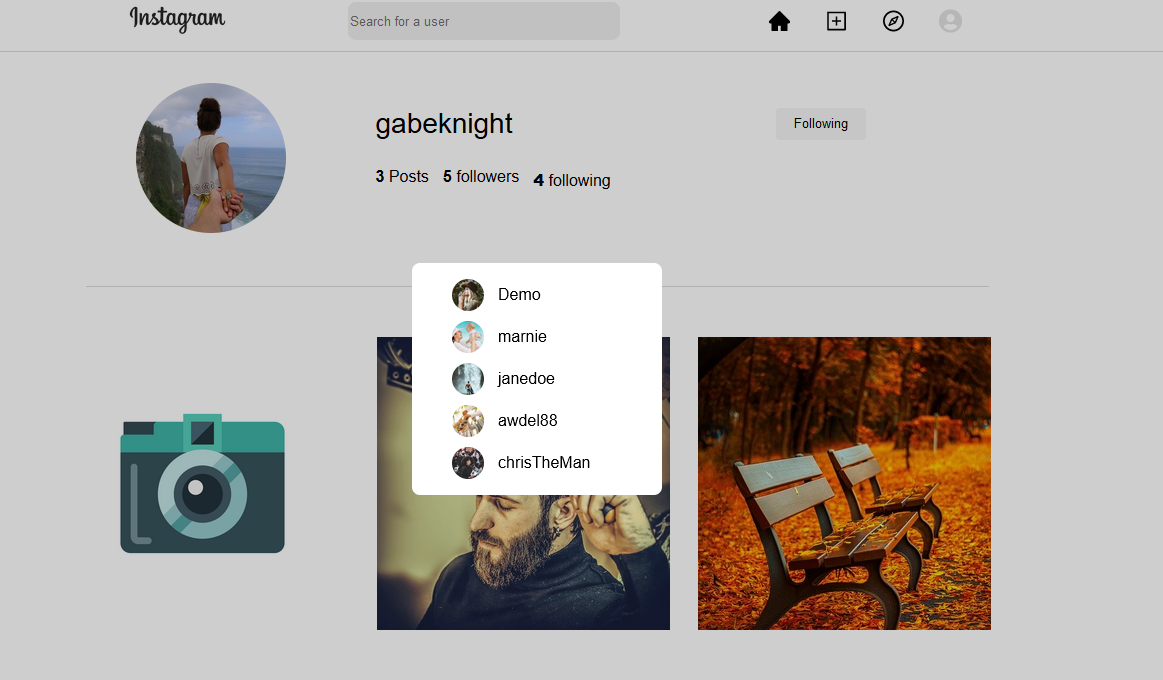 Instagram
Search for a user
gabeknight
Following
3 Posts 5 followers 4 following
Demo
marnie
janedoe
awdel88
chrisTheMan